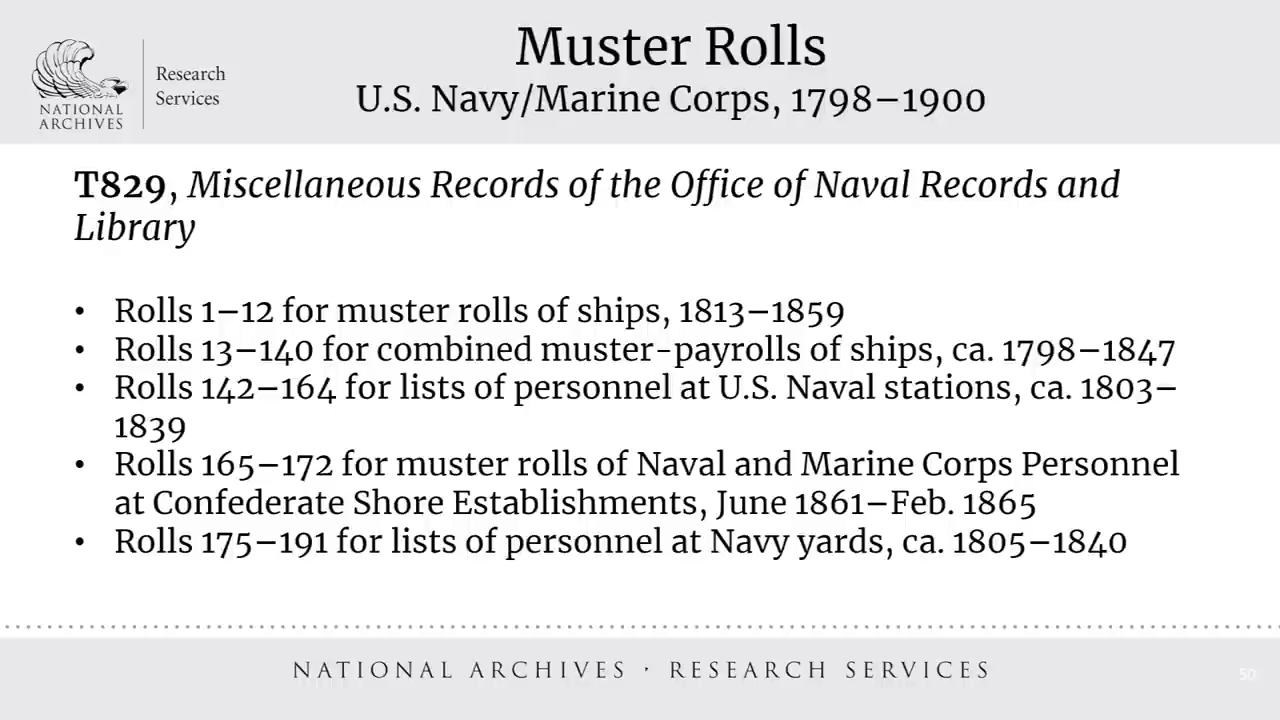 NATIONAL
ARCHIVES
Research
Services
Muster Rolls
U.S. Navy/Marine Corps, 1798–1900
T829, Miscellaneous Records of the Office of Naval Records and
Library
• Rolls 1–12 for muster rolls of ships, 1813–1859
• Rolls 13–140 for combined muster-payrolls of ships, ca. 1798–1847
• Rolls 142–164 for lists of personnel at U.S. Naval stations, ca. 1803–
1839
• Rolls 165–172 for muster rolls of Naval and Marine Corps Personnel
at Confederate Shore Establishments, June 1861–Feb. 1865
• Rolls 175–191 for lists of personnel at Navy yards, ca. 1805–1840
NATIONAL ARCHIVES · RESEARCH SERVICES
50